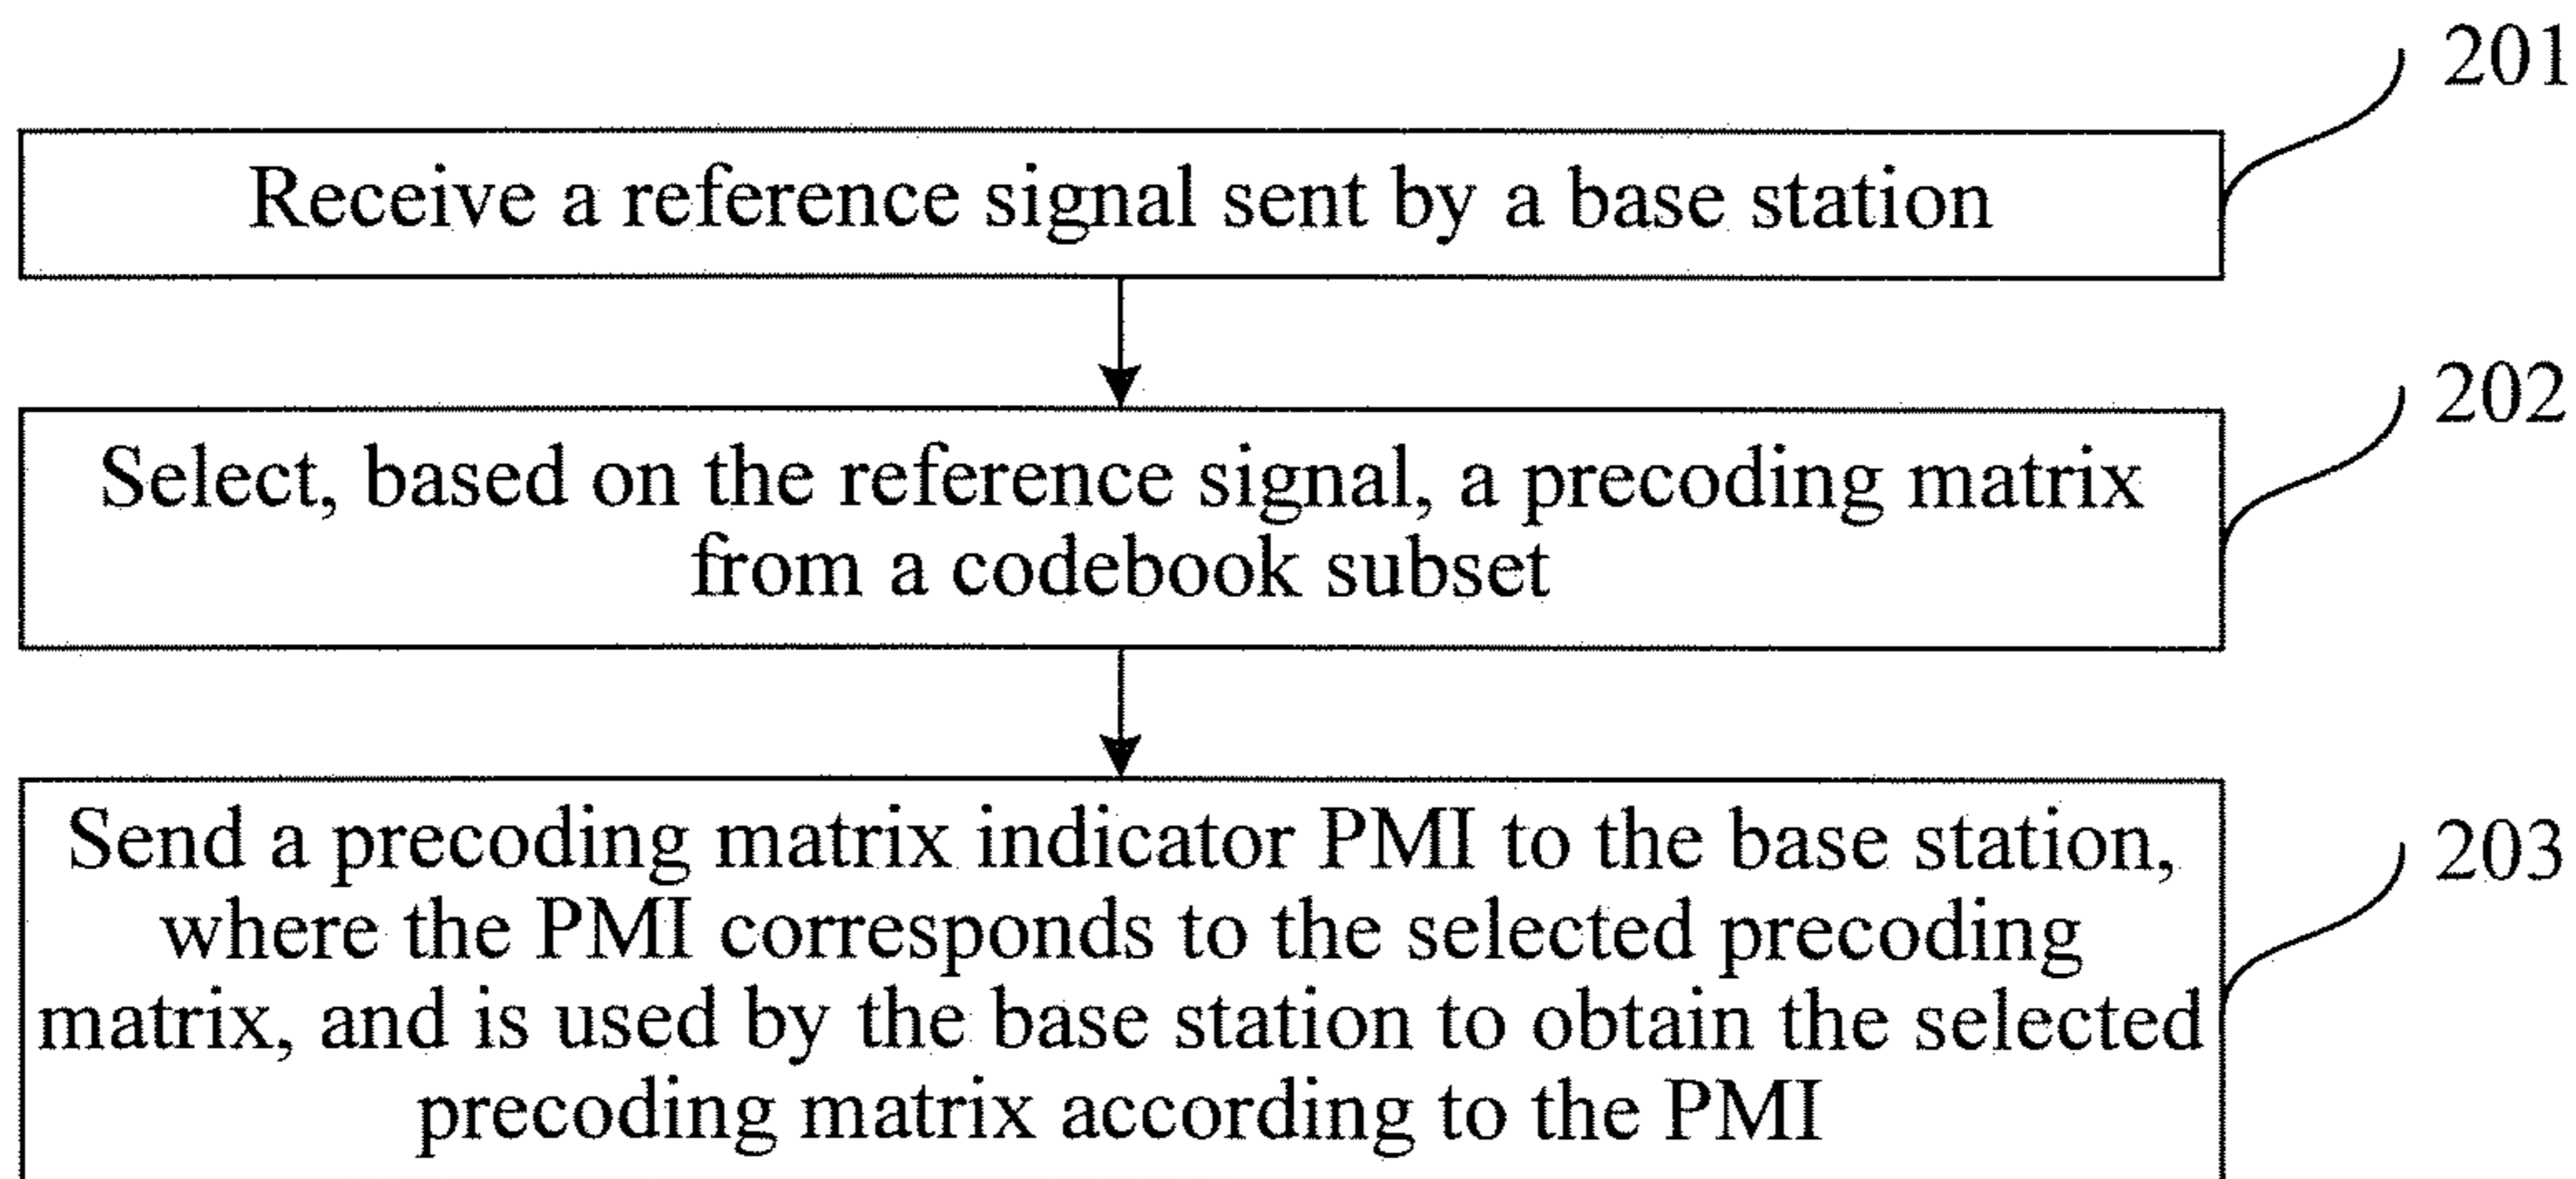 201
Receive a reference signal sent by a base station
202
Select, based on the reference signal, a precoding matrix
from a codebook subset
203
Send a precoding matrix indicator PMI to the base station,
where the PMI corresponds to the selected precoding
matrix, and is used by the base station to obtain the selected
precoding matrix according to the PMI